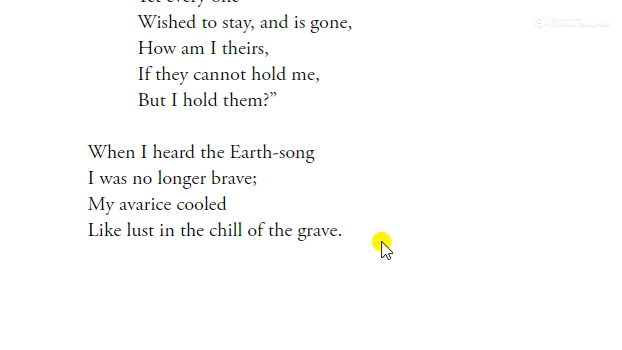 Wished to stay, and is gone,
How am I theirs,
If they cannot hold me,
But I hold them?”
When I heard the Earth-song
I was no longer brave;
My avarice cooled
Like lust in the chill of the grave.